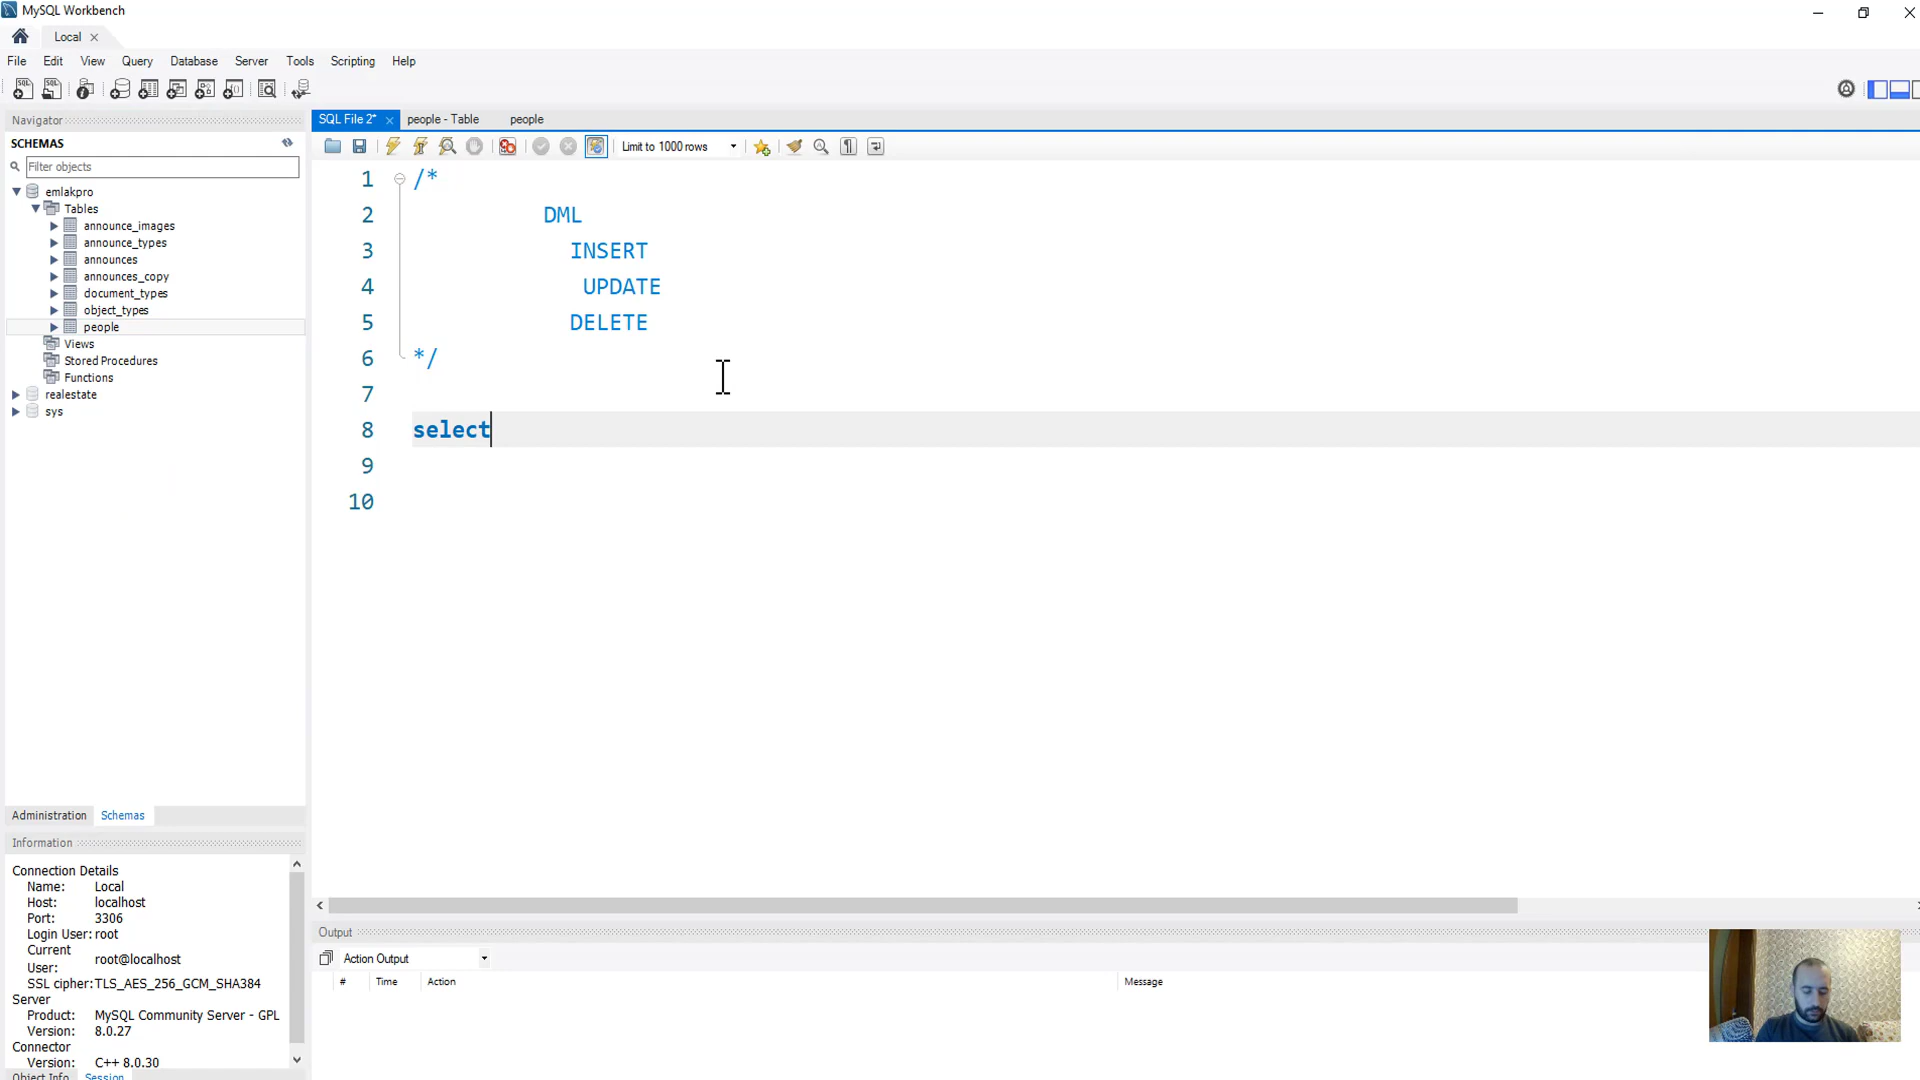 MySQL Workbench
Local
File Edit View Query Database Server Tools Scripting Help
Navigator
SCHEMAS
Filter objects
emlakpro
Tables
announce_images
announce_types
announces
announces_copy
document_types
object_types
people
Views
Stored Procedures
Functions
realestate
sys
Administration Schemas
Information
Connection Details
Name: Local
Host: localhost
Port: 3306
Login User: root
Current
User: root@localhost
SSL cipher: TLS_AES_256_GCM_SHA384
Server
Product: MySQL Community Server - GPL
Version: 8.0.27
Connector
Version: C++ 8.0.30
Object Info Session
SQL File 2* people - Table people
Limit to 1000 rows
1 /*
2 DML
3 INSERT
4 UPDATE
5 DELETE
6 */
7
8 select
9
10
Output
Action Output
# Time Action Message